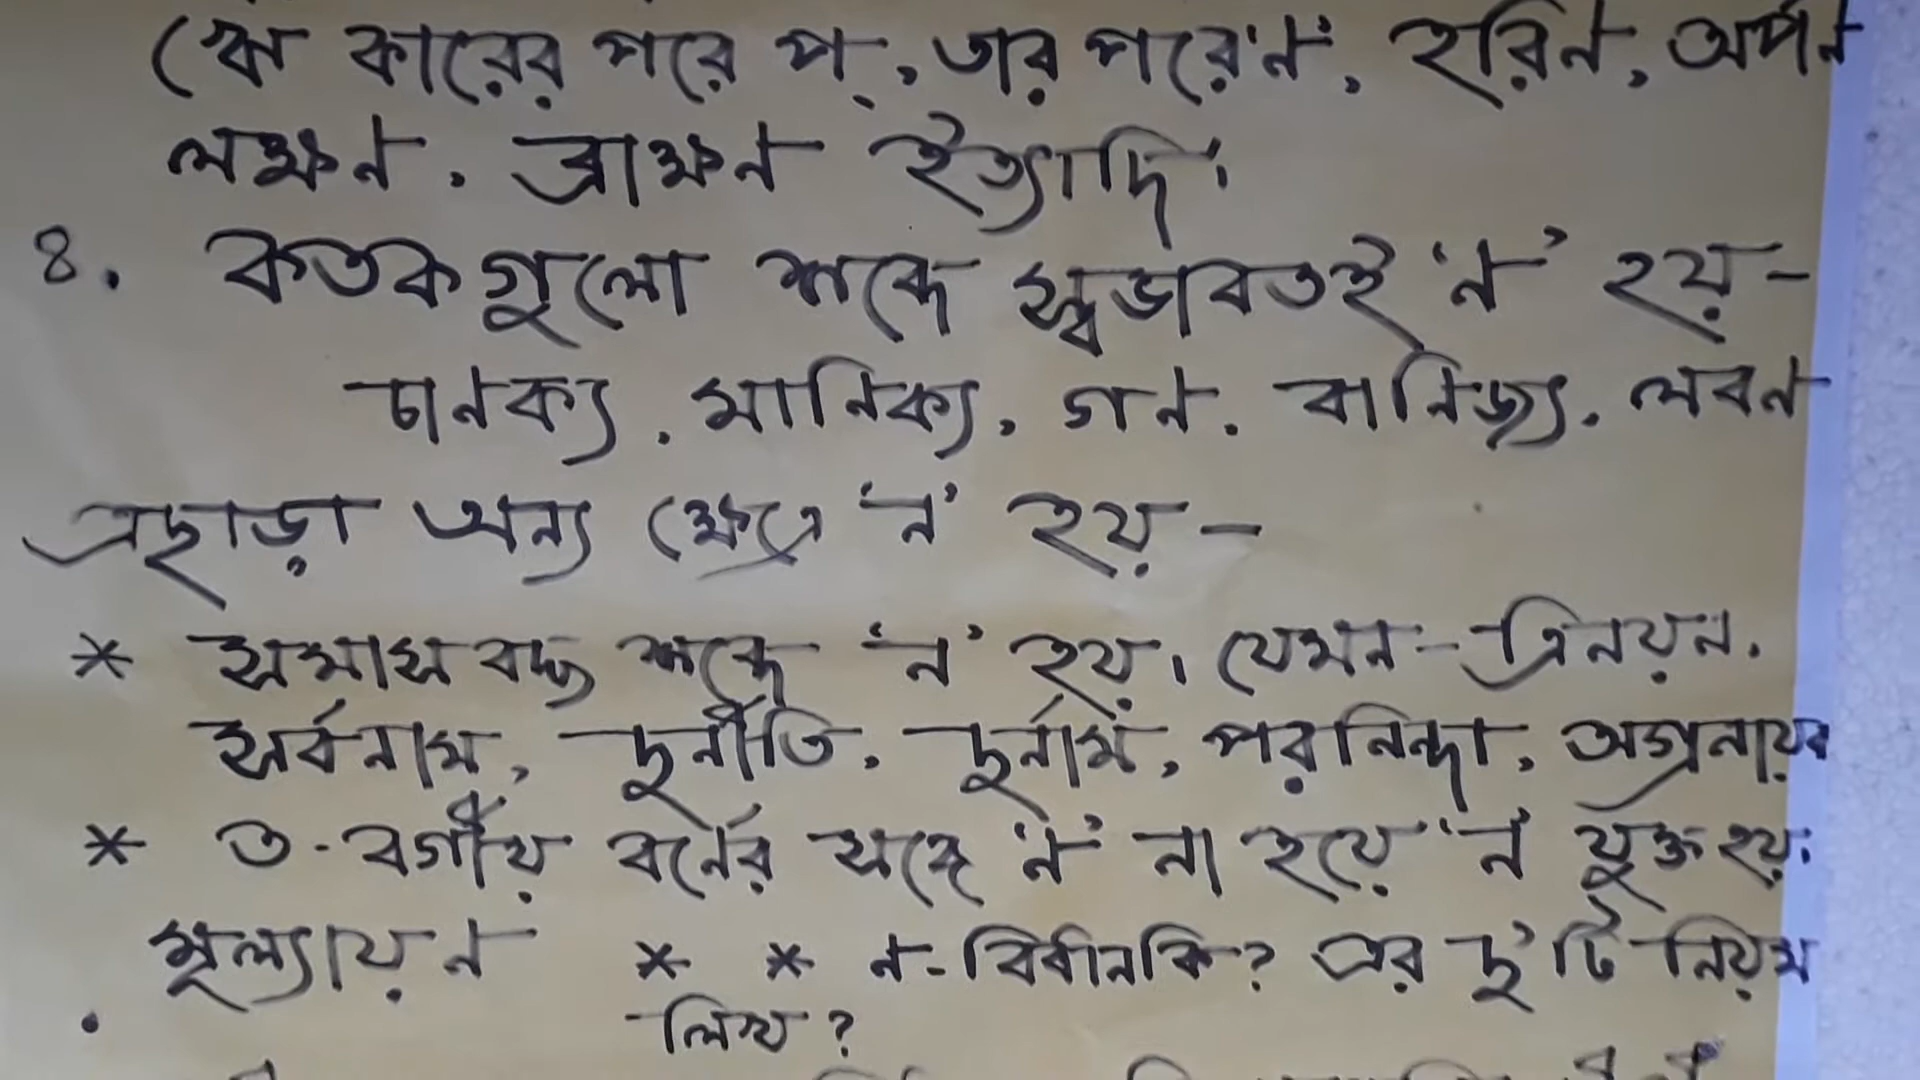 (ঋ কারের পরে প্, তার পরে 'ণ', হরিণ, অর্পণ
লক্ষণ, ব্রাহ্মণ ইত্যাদি।
৪. কতকগুলো শব্দে স্বভাবতই 'ণ' হয়-
চাণক্য, মাণিক্য, গণ, বাণিজ্য, লবণ
এছাড়া অন্য ক্ষেত্রে 'ন' হয় -
* সমাসবদ্ধ শব্দে 'ন' হয়। যেমন - ত্রিনয়ন,
সর্বনাম, দুর্নীতি, দুর্নাম, পরনিন্দা, অগ্রনায়ক
* ত-বর্গীয় বর্ণের সঙ্গে 'ণ' না হয়ে 'ন' যুক্ত হয়।
মূল্যায়ণ * * ণ-বিধান কি? এর দু'টি নিয়ম
লিখ?